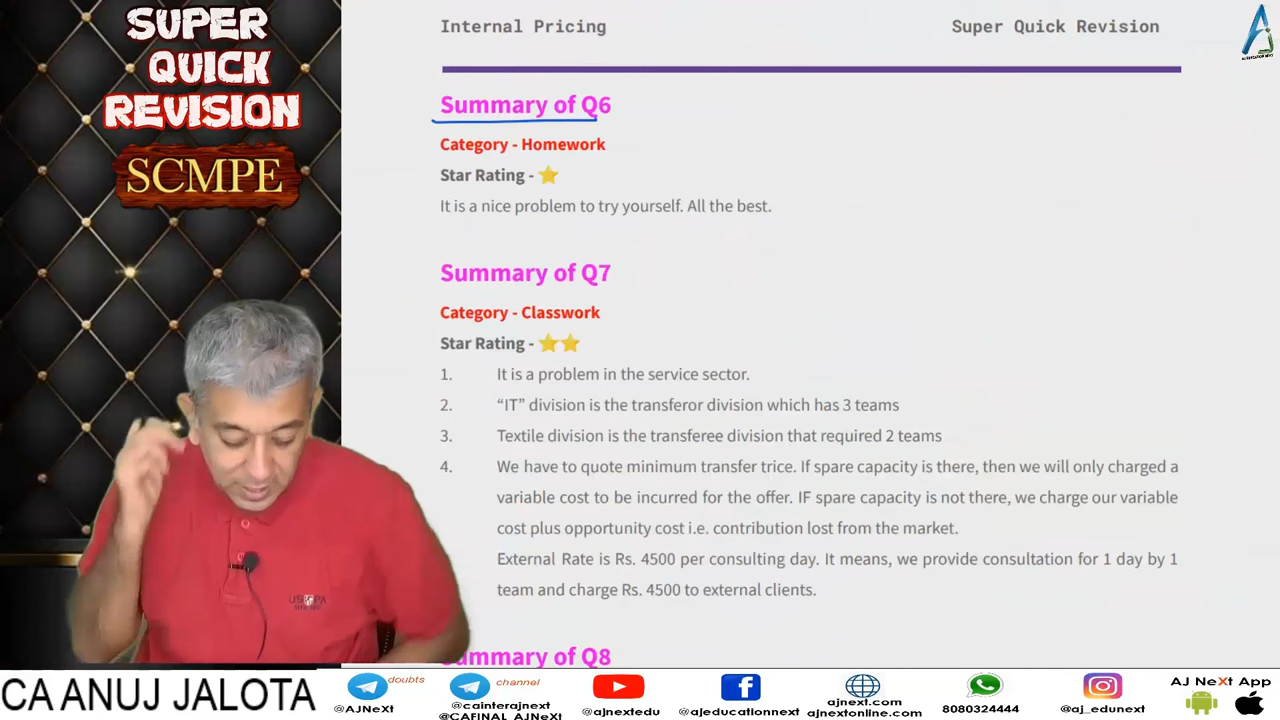 SUPER
QUICK
REVISION
SCMPE
Internal Pricing
Super Quick Revision
Summary of Q6
Category - Homework
Star Rating - ⭐
It is a nice problem to try yourself. All the best.
Summary of Q7
Category - Classwork
Star Rating - ⭐⭐
1. It is a problem in the service sector.
2. “IT” division is the transferor division which has 3 teams
3. Textile division is the transferee division that required 2 teams
4. We have to quote minimum transfer trice. If spare capacity is there, then we will only charged a
variable cost to be incurred for the offer. IF spare capacity is not there, we charge our variable
cost plus opportunity cost i.e. contribution lost from the market.
External Rate is Rs. 4500 per consulting day. It means, we provide consultation for 1 day by 1
team and charge Rs. 4500 to external clients.
Summary of Q8
CA ANUJ JALOTA
doubts
@AJNeXt
channel
@cainterajnext
@CAFINAL_AJNeXt
@ajnextedu
@ajeducationnext
ajnext.com
ajnextonline.com
8080324444
@aj_edunext
AJ NeXt App